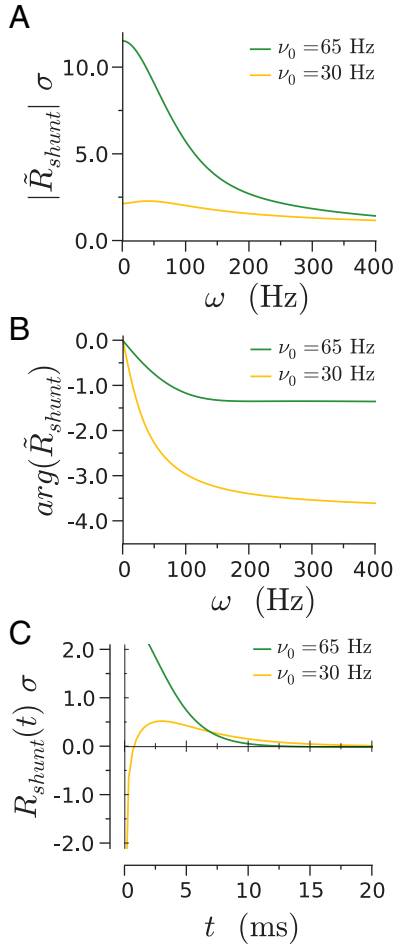 A
|R̃_shunt| σ
10.0
5.0
0.0
ν₀ =65 Hz
ν₀ =30 Hz
0 100 200 300 400
ω (Hz)
B
arg(R̃_shunt)
0.0
-1.0
-2.0
-3.0
-4.0
ν₀ =65 Hz
ν₀ =30 Hz
0 100 200 300 400
ω (Hz)
C
R_shunt(t) σ
2.0
1.0
0.0
-1.0
-2.0
ν₀ =65 Hz
ν₀ =30 Hz
0 5 10 15 20
t (ms)